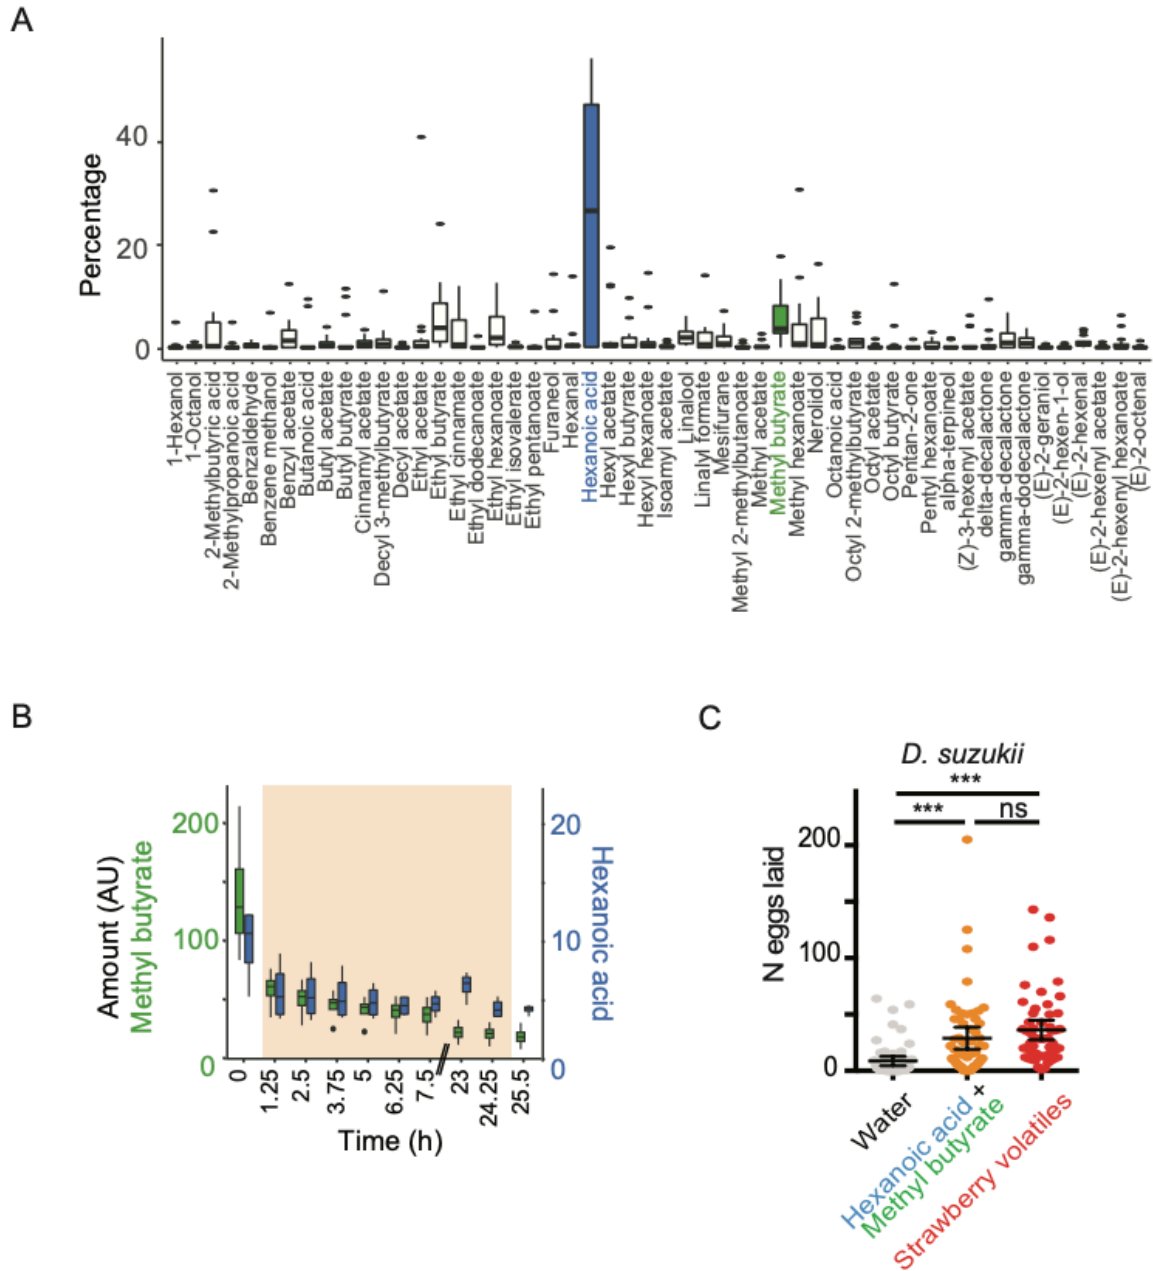 A
Percentage
40
20
0
1-Hexanol
1-Octanol
2-Methylbutyric acid
2-Methylpropanoic acid
Benzaldehyde
Benzene methanol
Benzyl acetate
Butanoic acid
Butyl acetate
Butyl butyrate
Cinnamyl acetate
Decyl 3-methylbutyrate
Decyl acetate
Ethyl acetate
Ethyl butyrate
Ethyl cinnamate
Ethyl dodecanoate
Ethyl hexanoate
Ethyl isovalerate
Ethyl pentanoate
Furaneol
Hexanal
Hexanoic acid
Hexyl acetate
Hexyl butyrate
Hexyl hexanoate
Isoamyl acetate
Linalool
Linalyl formate
Mesifurane
Methyl 2-methylbutanoate
Methyl acetate
Methyl butyrate
Methyl hexanoate
Nerolidol
Octanoic acid
Octyl 2-methylbutyrate
Octyl acetate
Octyl butyrate
Pentan-2-one
Pentyl hexanoate
alpha-terpineol
(Z)-3-hexenyl acetate
delta-decalactone
gamma-decalactone
gamma-dodecalactone
(E)-2-geraniol
(E)-2-hexen-1-ol
(E)-2-hexenal
(E)-2-hexenyl acetate
(E)-2-hexenyl hexanoate
(E)-2-octenal
B
Amount (AU)
Methyl butyrate
200
100
0
20
10
0
Hexanoic acid
0
1.25
2.5
3.75
5
6.25
7.5
23
24.25
25.5
Time (h)
C
D. suzukii
***
*** ns
N eggs laid
200
100
0
Water
Hexanoic acid +
Methyl butyrate
Strawberry volatiles